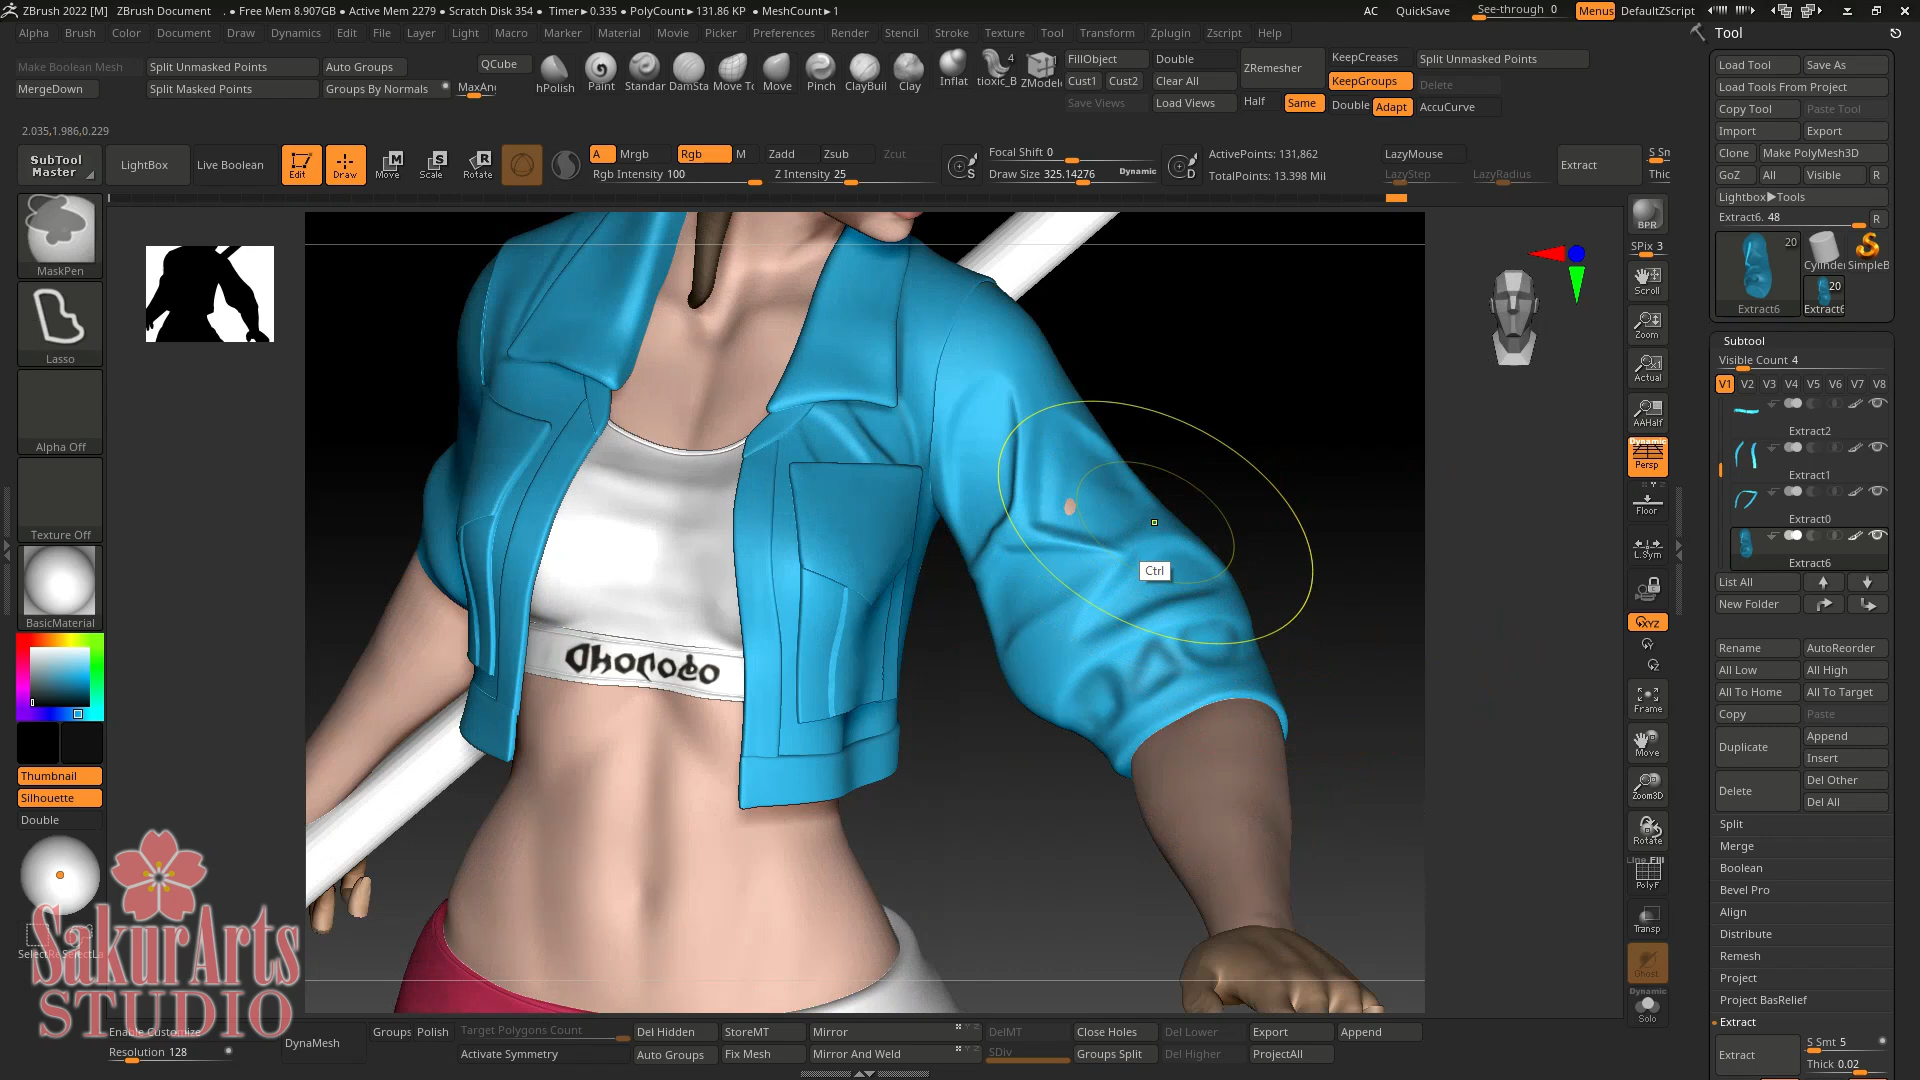 ZBrush 2022 [M] ZBrush Document . • Free Mem 8.907GB • Active Mem 2279 • Scratch Disk 354 • Timer▸0.335 • PolyCount▸131.86 KP • MeshCount▸1 AC QuickSave See-through 0 Menus DefaultZScript
Alpha Brush Color Document Draw Dynamics Edit File Layer Light Macro Marker Material Movie Picker Preferences Render Stencil Stroke Texture Tool Transform Zplugin Zscript Help
Tool
Make Boolean Mesh Split Unmasked Points Auto Groups QCube
MergeDown Split Masked Points Groups By Normals
hPolish Paint Standar DamSta Move Move Pinch ClayBuil Clay Inflat tioxic_B ZModele
FillObject Double ZRemesher KeepCreases Split Unmasked Points
Cust1 Cust2 Clear All KeepGroups Delete
Save Views Load Views Half Same Double Adapt AccuCurve
2.035,1.986,0.229
SubTool Master LightBox Live Boolean Edit Draw Move Scale Rotate
A Mrgb Rgb M Zadd Zsub Zcut
Rgb Intensity 100 Z Intensity 25
S Focal Shift 0
Draw Size 325.14276 Dynamic D
ActivePoints: 131,862
TotalPoints: 13.398 Mil
LazyMouse
LazyStep LazyRadius
Extract
MaskPen
Lasso
Alpha Off
Texture Off
BasicMaterial
Thumbnail
Silhouette
Double
SakurArts
STUDIO
Enable Customize
Resolution 128
Ctrl
BPR
SPix 3
Scroll
Zoom
Actual
AAHalf
Dynamic
Persp
Floor
L.Sym
XYZ
Y
Z
Frame
Move
Zoom3D
Rotate
Line Fill
PolyF
Transp
Ghost
Dynamic
Solo
Load Tool Save As
Load Tools From Project
Copy Tool Paste Tool
Import Export
Clone Make PolyMesh3D
GoZ All Visible R
Lightbox▶Tools
Extract6. 48 R
20 SimpleB
20
Extract6
Subtool
Visible Count 4
V1 V2 V3 V4 V5 V6 V7 V8
Extract2
Extract1
Extract0
Extract6
List All
New Folder
Rename AutoReorder
All Low All High
All To Home All To Target
Copy Paste
Duplicate Append
Insert
Delete Del Other
Del All
Split
Merge
Boolean
Bevel Pro
Align
Distribute
Remesh
Project
Project BasRelief
Extract
Extract S Smt 5
Thick 0.02
DynaMesh Groups Polish Target Polygons Count Del Hidden StoreMT Mirror DelMT Close Holes Del Lower Export Append
Activate Symmetry Auto Groups Fix Mesh Mirror And Weld SDiv Groups Split Del Higher ProjectAll